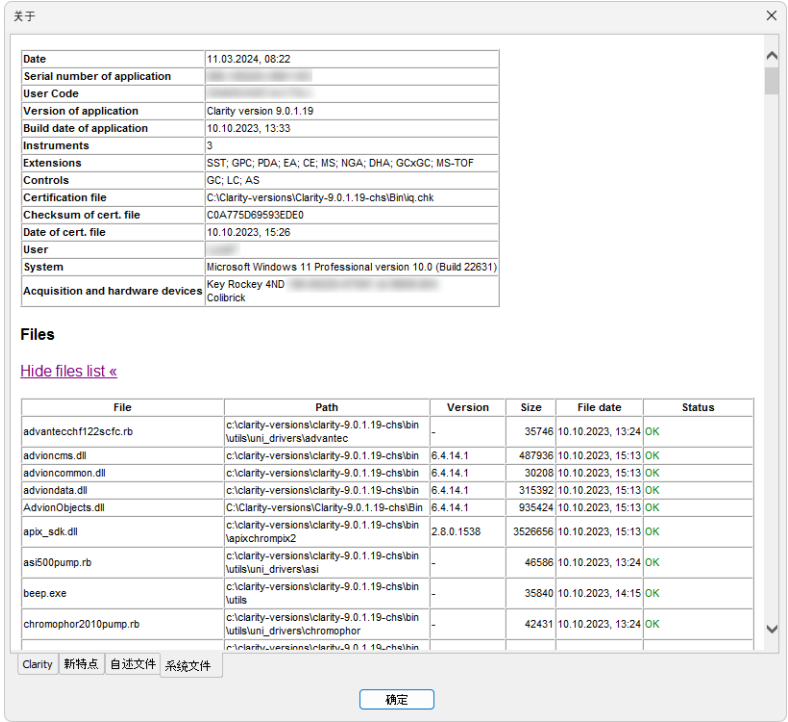 关于
Date 11.03.2024, 08:22
Serial number of application
User Code
Version of application Clarity version 9.0.1.19
Build date of application 10.10.2023, 13:33
Instruments 3
Extensions SST; GPC; PDA; EA; CE; MS; NGA; DHA; GCxGC; MS-TOF
Controls GC; LC; AS
Certification file C:\Clarity-versions\Clarity-9.0.1.19-chs\Bin\iq.chk
Checksum of cert. file C0A775D69593EDE0
Date of cert. file 10.10.2023, 15:26
User
System Microsoft Windows 11 Professional version 10.0 (Build 22631)
Acquisition and hardware devices Key Rockey 4ND
Colibrick
Files
Hide files list «
File Path Version Size File date Status
advantecchf122scfc.rb c:\clarity-versions\clarity-9.0.1.19-chs\bin
\utils\uni_drivers\advantec - 35746 10.10.2023, 13:24 OK
advioncms.dll c:\clarity-versions\clarity-9.0.1.19-chs\bin 6.4.14.1 487936 10.10.2023, 15:13 OK
advioncommon.dll c:\clarity-versions\clarity-9.0.1.19-chs\bin 6.4.14.1 30208 10.10.2023, 15:13 OK
adviondata.dll c:\clarity-versions\clarity-9.0.1.19-chs\bin 6.4.14.1 315392 10.10.2023, 15:13 OK
AdvionObjects.dll C:\Clarity-versions\Clarity-9.0.1.19-chs\Bin 6.4.14.1 935424 10.10.2023, 15:13 OK
apix_sdk.dll c:\clarity-versions\clarity-9.0.1.19-chs\bin
\apixchrompix2 2.8.0.1538 3526656 10.10.2023, 15:13 OK
asi500pump.rb c:\clarity-versions\clarity-9.0.1.19-chs\bin
\utils\uni_drivers\asi - 46586 10.10.2023, 13:24 OK
beep.exe c:\clarity-versions\clarity-9.0.1.19-chs\bin
\utils - 35840 10.10.2023, 14:15 OK
chromophor2010pump.rb c:\clarity-versions\clarity-9.0.1.19-chs\bin
\utils\uni_drivers\chromophor - 42431 10.10.2023, 13:24 OK
c:\clarity-versions\clarity-9.0.1.19-chs\bin
Clarity 新特点 自述文件 系统文件
确定